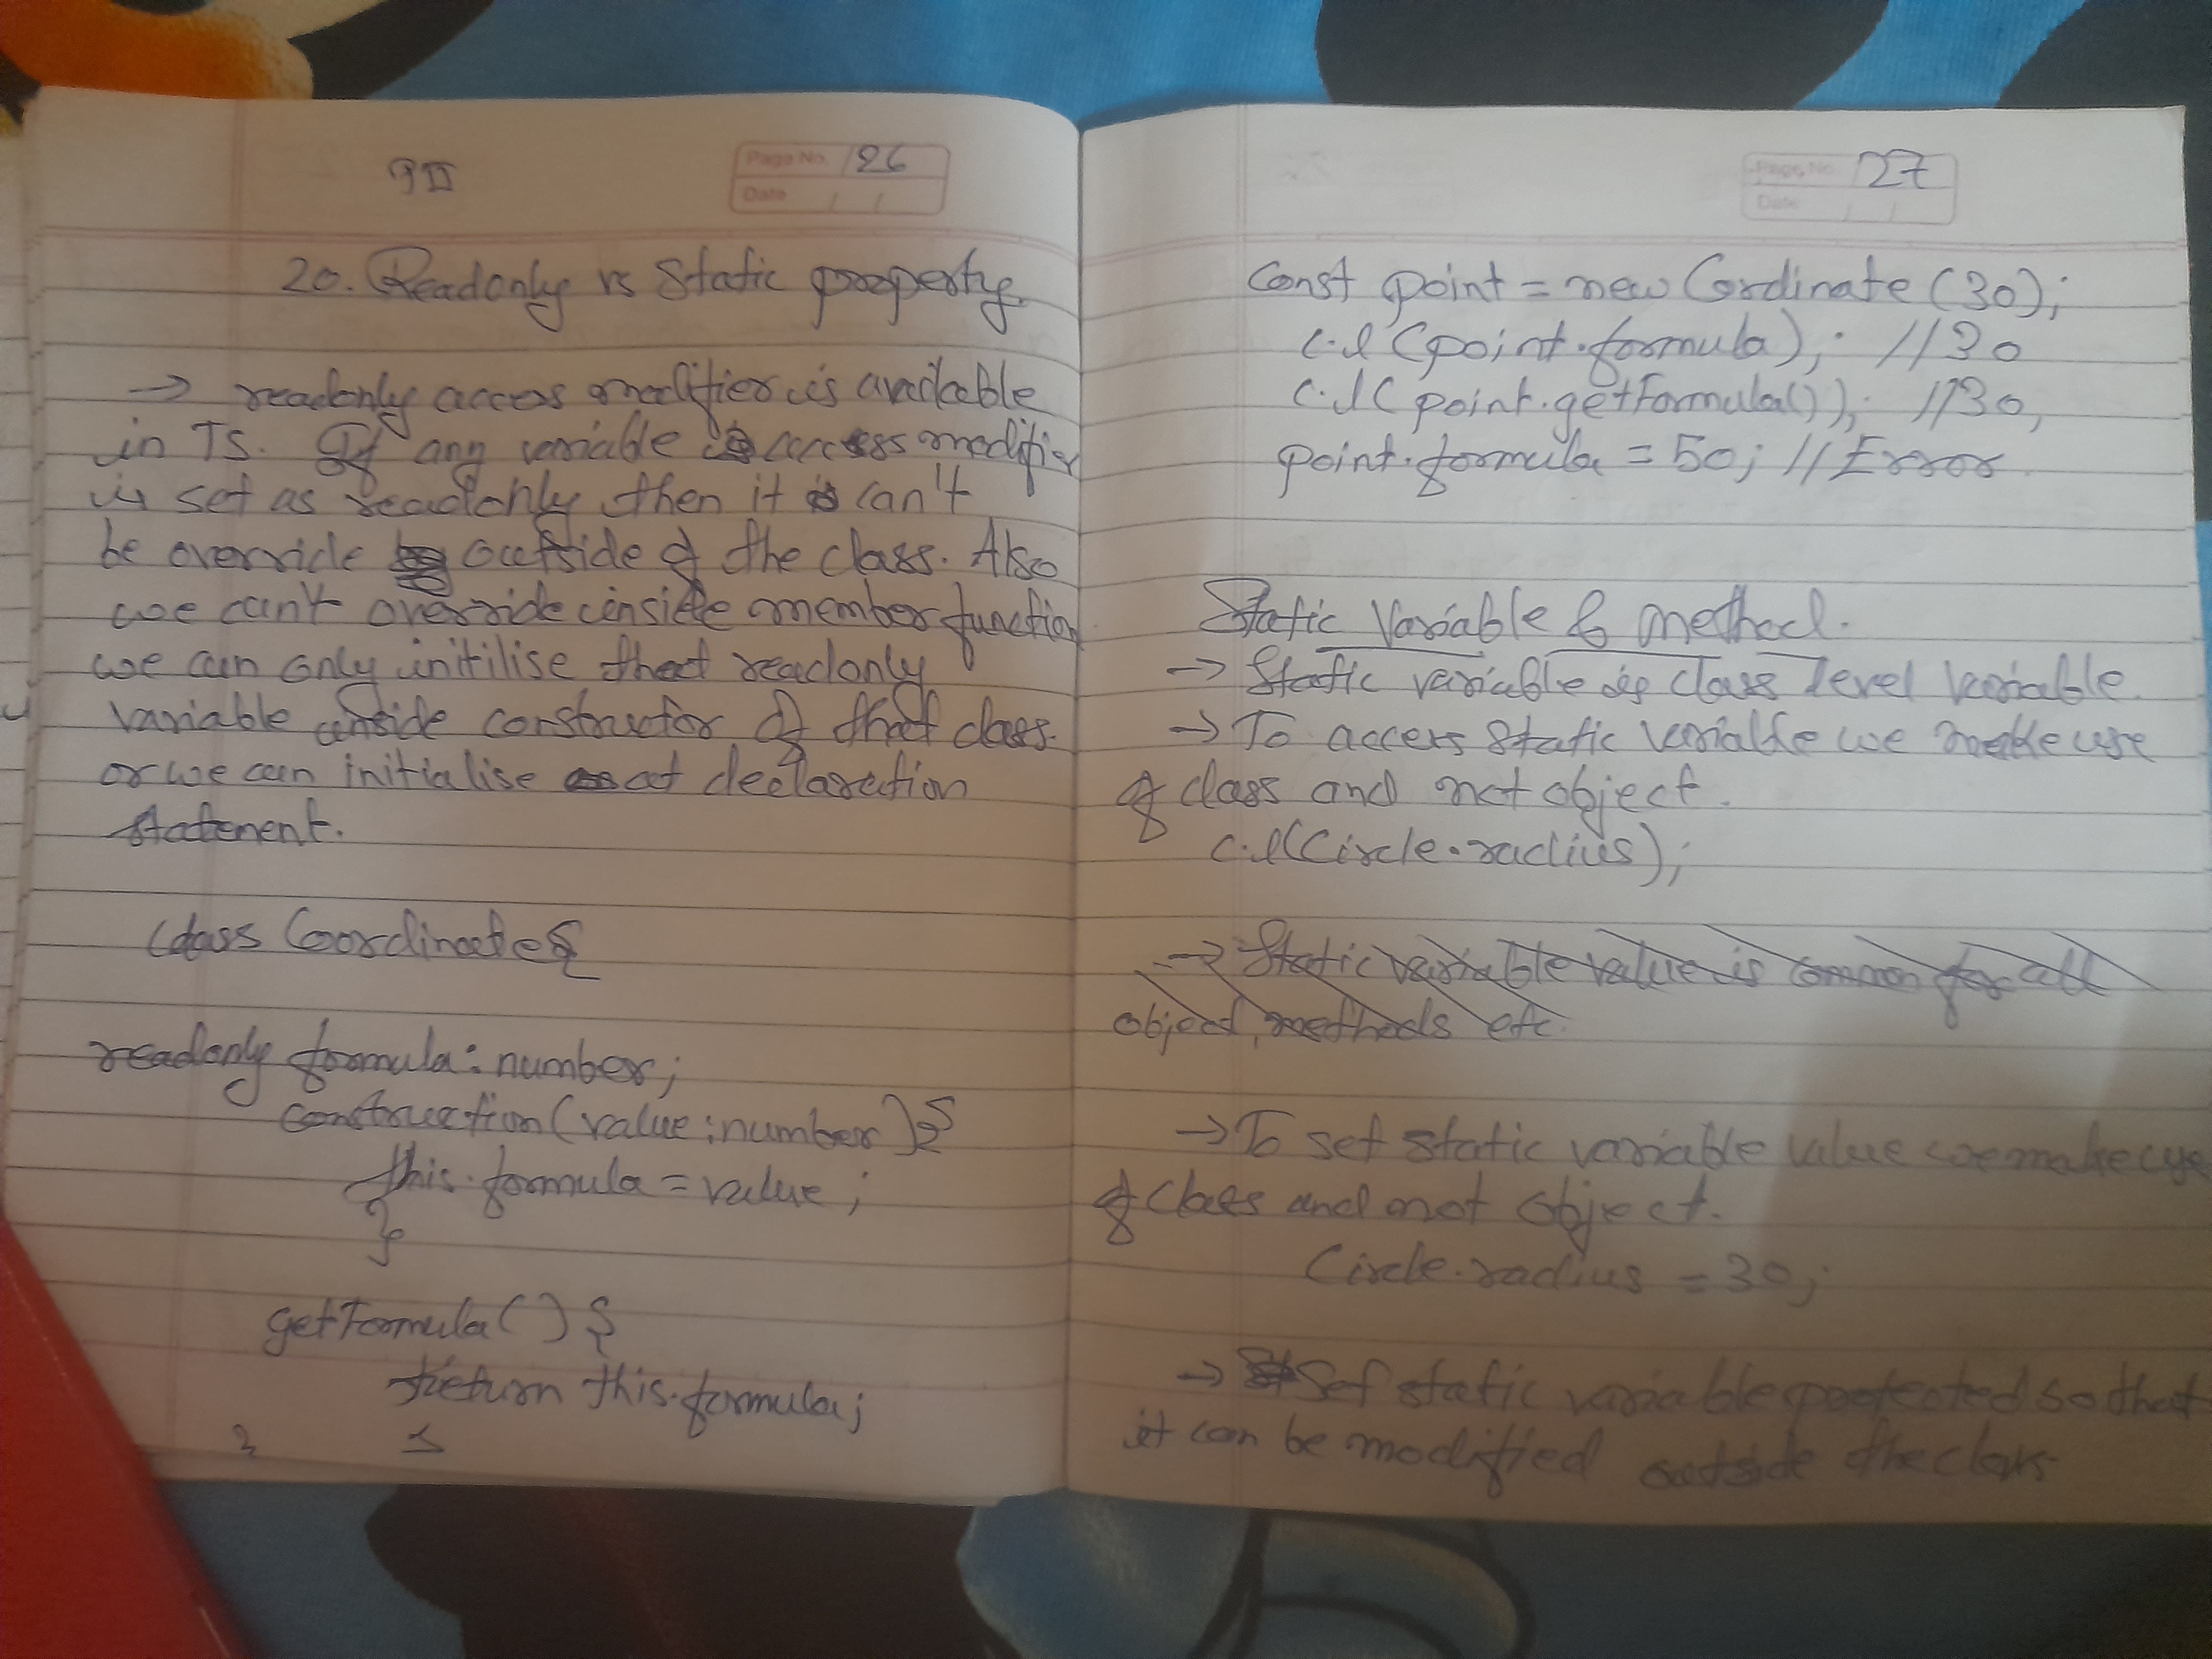 PII
Page No. 26
Date / /
20. Readonly vs Static property.
→ readonly access modifier is available
in TS. If any variable access modifier
is set as readonly then it can't
be override outside of the class. Also
we can't override inside member function
we can only initilise that readonly
variable inside constructor of that class.
or we can initialise at declaration
statement.
class Coordinate {
readonly formula : number;
construction (value : number) {
this.formula = value ;
}
getFormula ( ) {
return this.formula;
}
}
Page No. 27
Date / /
const point = new Cordinate (30);
c.l (point.formula); // 30
c.l ( point.getFormula()); // 30,
point.formula = 50; // Error.
Static Variable & method.
→ Static variable is class level variable.
→ To access static variable we make use
of class and not object.
c.l (Circle.radius);
→ Static variable value is common for all
object, methods etc.
→ To set static variable value we make use
of class and not object.
Circle.radius = 30;
→ Set static variable protected so that
it can be modified outside the class.